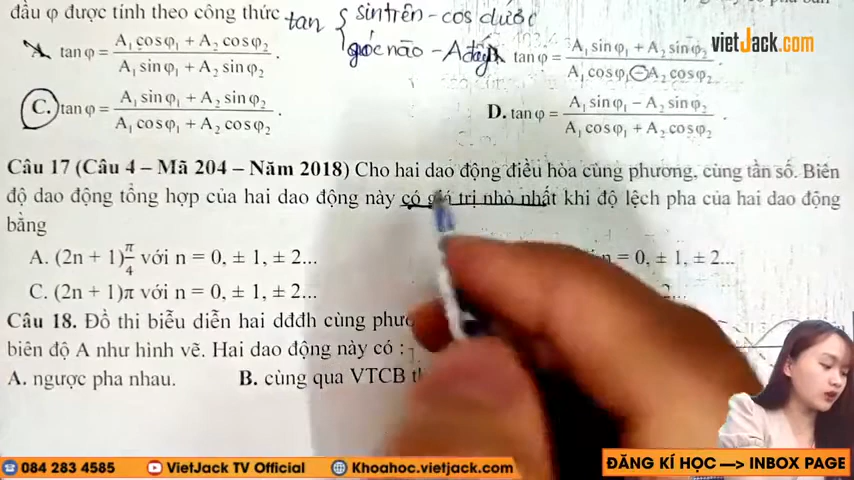 đầu φ được tính theo công thức tan { sin trên - cos dưới
góc nào - A đấy
vietJack.com
A. tanφ = (A₁cosφ₁ + A₂cosφ₂)/(A₁sinφ₁ + A₂sinφ₂).
B. tanφ = (A₁sinφ₁ + A₂sinφ₂)/(A₁cosφ₁ − A₂cosφ₂).
C. tanφ = (A₁sinφ₁ + A₂sinφ₂)/(A₁cosφ₁ + A₂cosφ₂).
D. tanφ = (A₁sinφ₁ − A₂sinφ₂)/(A₁cosφ₁ + A₂cosφ₂).
Câu 17 (Câu 4 – Mã 204 – Năm 2018) Cho hai dao động điều hòa cùng phương, cùng tần số. Biên
độ dao động tổng hợp của hai dao động này có giá trị nhỏ nhất khi độ lệch pha của hai dao động
bằng
A. (2n + 1)π/4 với n = 0, ± 1, ± 2... n = 0, ± 1, ± 2...
C. (2n + 1)π với n = 0, ± 1, ± 2...
Câu 18. Đồ thi biễu diễn hai dđđh cùng
biên độ A như hình vẽ. Hai dao động này có :
A. ngược pha nhau. B. cùng qua VTCB
084 283 4585 VietJack TV Official Khoahoc.vietjack.com
ĐĂNG KÍ HỌC —> INBOX PAGE